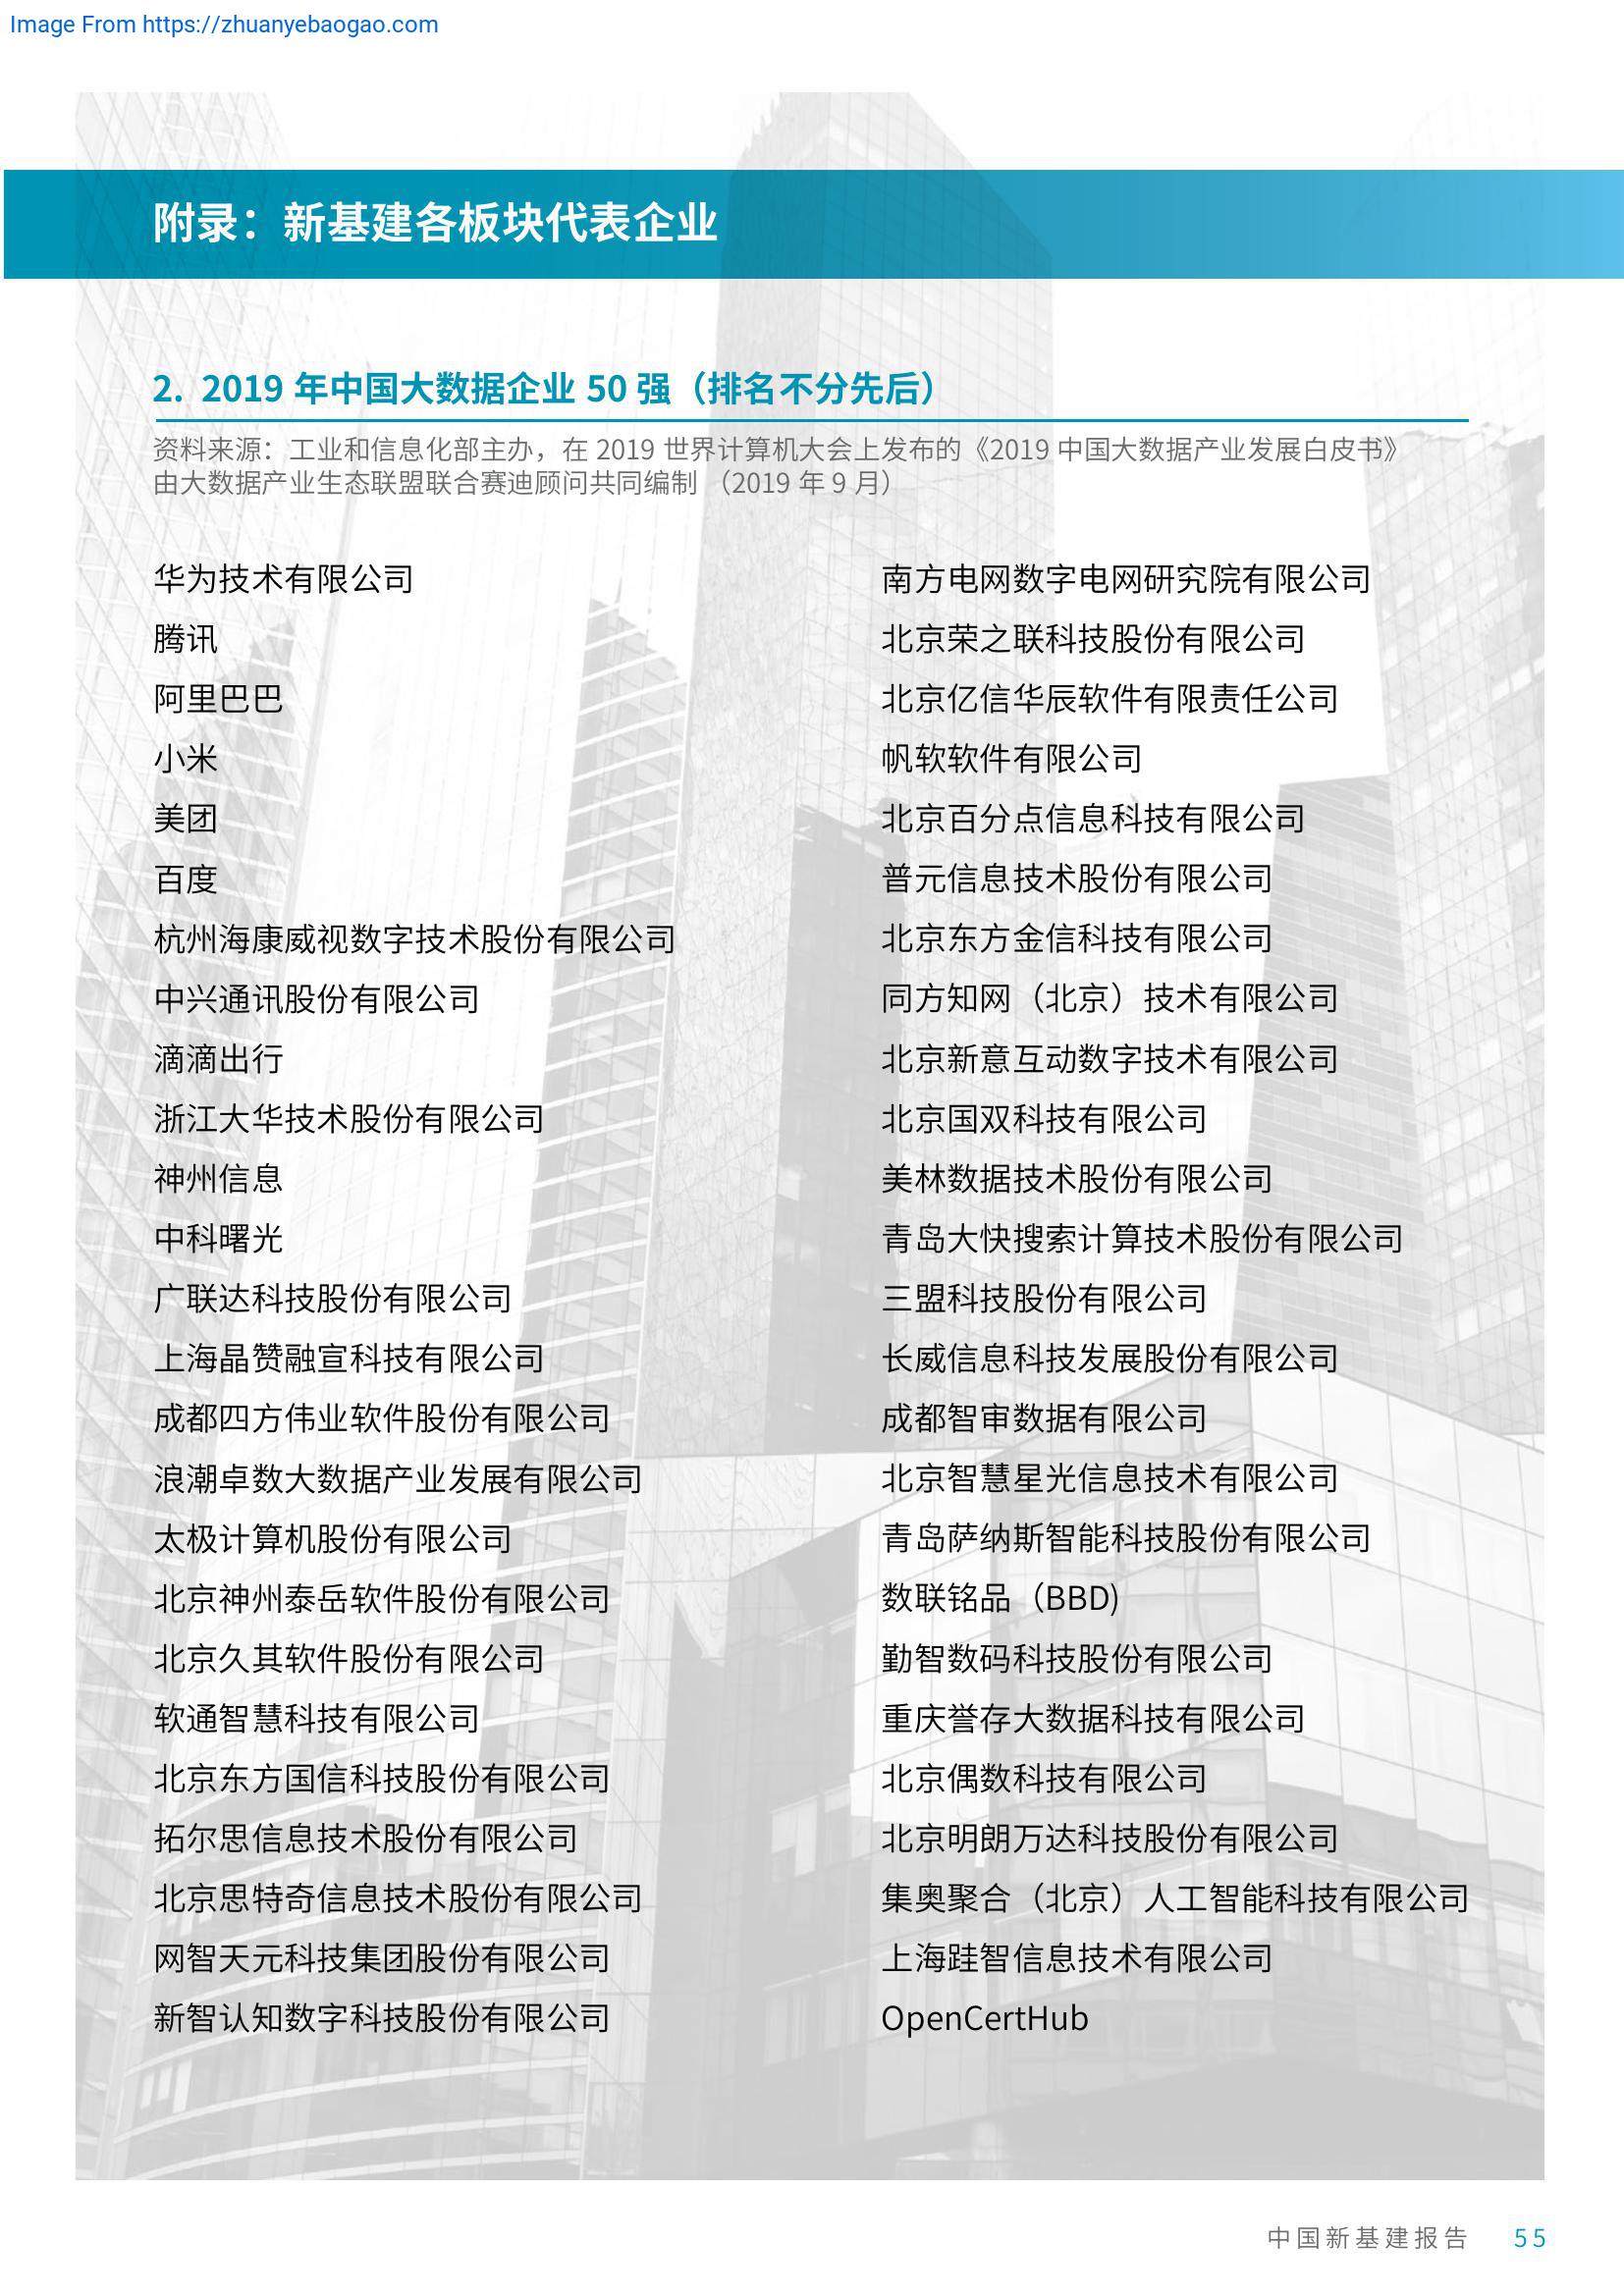 Image From https://zhuanyebaogao.com
附录：新基建各板块代表企业
2. 2019 年中国大数据企业 50 强（排名不分先后）
资料来源：工业和信息化部主办，在 2019 世界计算机大会上发布的《2019 中国大数据产业发展白皮书》
由大数据产业生态联盟联合赛迪顾问共同编制 （2019 年 9 月）
华为技术有限公司
腾讯
阿里巴巴
小米
美团
百度
杭州海康威视数字技术股份有限公司
中兴通讯股份有限公司
滴滴出行
浙江大华技术股份有限公司
神州信息
中科曙光
广联达科技股份有限公司
上海晶赞融宣科技有限公司
成都四方伟业软件股份有限公司
浪潮卓数大数据产业发展有限公司
太极计算机股份有限公司
北京神州泰岳软件股份有限公司
北京久其软件股份有限公司
软通智慧科技有限公司
北京东方国信科技股份有限公司
拓尔思信息技术股份有限公司
北京思特奇信息技术股份有限公司
网智天元科技集团股份有限公司
新智认知数字科技股份有限公司
南方电网数字电网研究院有限公司
北京荣之联科技股份有限公司
北京亿信华辰软件有限责任公司
帆软软件有限公司
北京百分点信息科技有限公司
普元信息技术股份有限公司
北京东方金信科技有限公司
同方知网（北京）技术有限公司
北京新意互动数字技术有限公司
北京国双科技有限公司
美林数据技术股份有限公司
青岛大快搜索计算技术股份有限公司
三盟科技股份有限公司
长威信息科技发展股份有限公司
成都智审数据有限公司
北京智慧星光信息技术有限公司
青岛萨纳斯智能科技股份有限公司
数联铭品（BBD)
勤智数码科技股份有限公司
重庆誉存大数据科技有限公司
北京偶数科技有限公司
北京明朗万达科技股份有限公司
集奥聚合（北京）人工智能科技有限公司
上海跬智信息技术有限公司
OpenCertHub
中国新基建报告 55